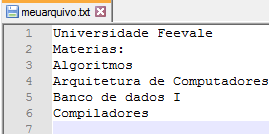 meuarquivo.txt
1 Universidade Feevale
2 Materias:
3 Algoritmos
4 Arquitetura de Computadores
5 Banco de dados I
6 Compiladores
7